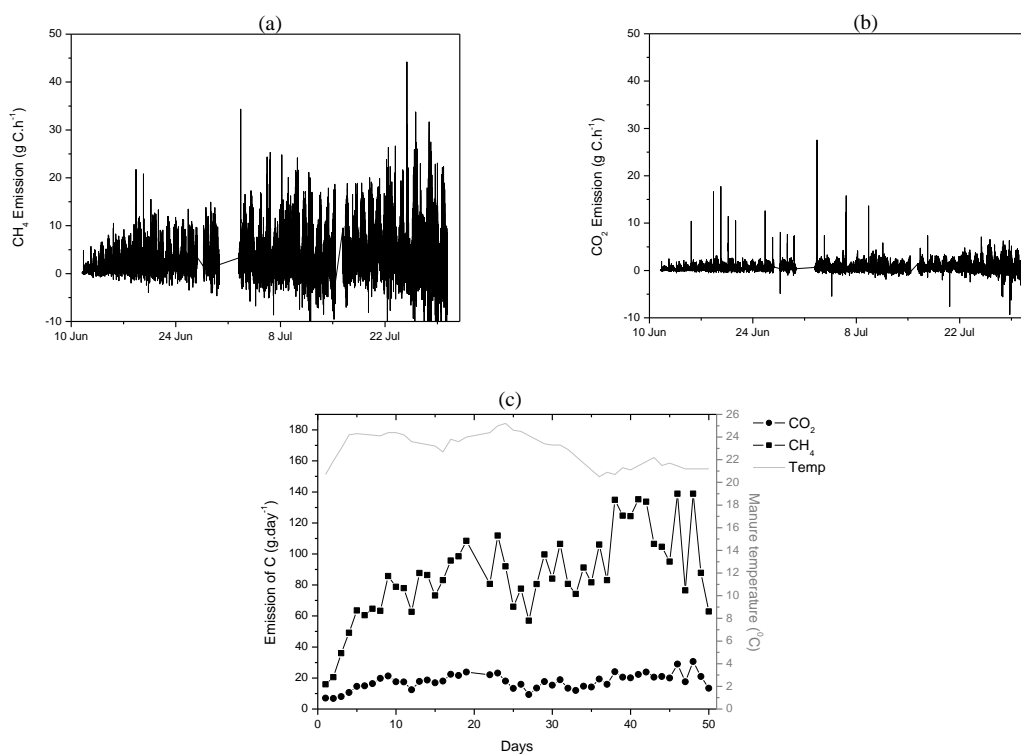 (a)
50
40
30
20
10
0
-10
CH₄ Emission (g C.h⁻¹)
10 Jun 24 Jun 8 Jul 22 Jul
(b)
50
40
30
20
10
0
-10
CO₂ Emission (g C.h⁻¹)
10 Jun 24 Jun 8 Jul 22 Jul
(c)
180
160
140
120
100
80
60
40
20
0
Emission of C (g.day⁻¹)
0 10 20 30 40 50
Days
26
24
22
20
18
16
14
12
10
8
6
4
2
0
Manure temperature (⁰C)
CO₂
CH₄
Temp